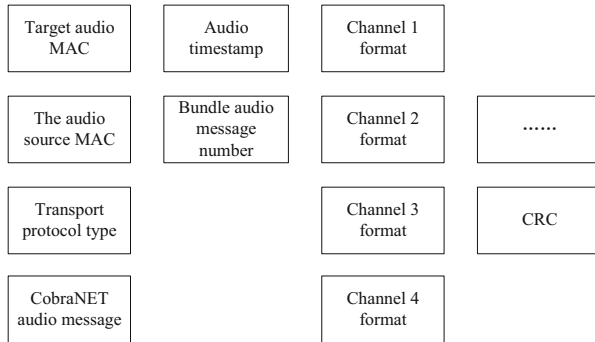 Target audio
MAC
Audio
timestamp
Channel 1
format
The audio
source MAC
Bundle audio
message
number
Channel 2
format
……
Transport
protocol type
Channel 3
format
CRC
CobraNET
audio message
Channel 4
format